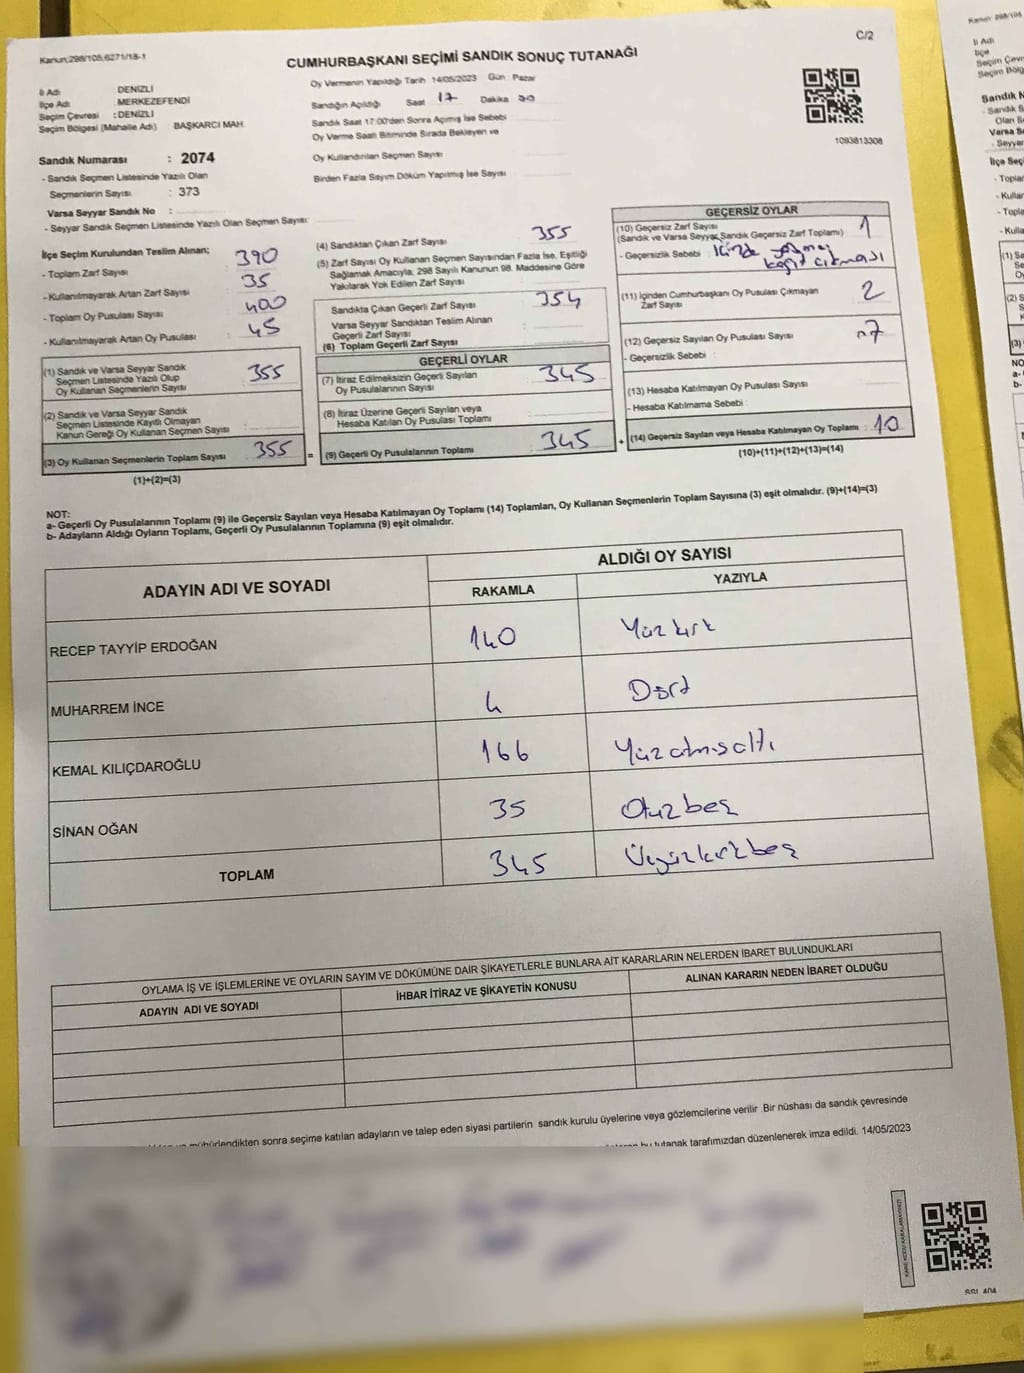 Kanun:298/105;6271/18-1
C/2
CUMHURBAŞKANI SEÇİMİ SANDIK SONUÇ TUTANAĞI
İl Adı : DENİZLİ
İlçe Adı : MERKEZEFENDİ
Seçim Çevresi : DENİZLİ
Seçim Bölgesi (Mahalle Adı) BAŞKARCI MAH.
Oy Vermenin Yapıldığı Tarih 14/05/2023 Gün : Pazar
Sandığın Açıldığı Saat 17 Dakika
Sandık Saat 17:00'den Sonra Açılmış İse Sebebi
Oy Verme Saati Bitiminde Sırada Bekleyen ve
Oy Kullandırılan Seçmen Sayısı
Birden Fazla Sayım Döküm Yapılmış İse Sayısı
1093813308
Sandık Numarası : 2074
- Sandık Seçmen Listesinde Yazılı Olan
Seçmenlerin Sayısı : 373
Varsa Seyyar Sandık No :
- Seyyar Sandık Seçmen Listesinde Yazılı Olan Seçmen Sayısı:
İlçe Seçim Kurulundan Teslim Alınan;
- Toplam Zarf Sayısı : 390
- Kullanılmayarak Artan Zarf Sayısı : 35
- Toplam Oy Pusulası Sayısı : 400
- Kullanılmayarak Artan Oy Pusulası : 45
(1) Sandık ve Varsa Seyyar Sandık
Seçmen Listesinde Yazılı Olup
Oy Kullanan Seçmenlerin Sayısı : 355
(2) Sandık ve Varsa Seyyar Sandık
Seçmen Listesinde Kayıtlı Olmayan
Kanun Gereği Oy Kullanan Seçmen Sayısı :
(3) Oy Kullanan Seçmenlerin Toplam Sayısı : 355
(1)+(2)=(3)
(4) Sandıktan Çıkan Zarf Sayısı : 355
(5) Zarf Sayısı Oy Kullanan Seçmen Sayısından Fazla İse, Eşitliği
Sağlamak Amacıyla, 298 Sayılı Kanunun 98. Maddesine Göre
Yakılarak Yok Edilen Zarf Sayısı :
Sandıkta Çıkan Geçerli Zarf Sayısı : 354
Varsa Seyyar Sandıktan Teslim Alınan
Geçerli Zarf Sayısı :
(6) Toplam Geçerli Zarf Sayısı :
=
GEÇERLİ OYLAR
(7) İtiraz Edilmeksizin Geçerli Sayılan
Oy Pusulalarının Sayısı : 345
(8) İtiraz Üzerine Geçerli Sayılan veya
Hesaba Katılan Oy Pusulası Toplamı :
(9) Geçerli Oy Pusulalarının Toplamı : 345
+
GEÇERSİZ OYLAR
(10) Geçersiz Zarf Sayısı
(Sandık ve Varsa Seyyar Sandık Geçersiz Zarf Toplamı) : 1
- Geçersizlik Sebebi : kağıt çıkması
(11) İçinden Cumhurbaşkanı Oy Pusulası Çıkmayan
Zarf Sayısı : 2
(12) Geçersiz Sayılan Oy Pusulası Sayısı : 7
- Geçersizlik Sebebi :
(13) Hesaba Katılmayan Oy Pusulası Sayısı :
- Hesaba Katılmama Sebebi :
(14) Geçersiz Sayılan veya Hesaba Katılmayan Oy Toplamı : 10
(10)+(11)+(12)+(13)=(14)
NOT:
a- Geçerli Oy Pusulalarının Toplamı (9) ile Geçersiz Sayılan veya Hesaba Katılmayan Oy Toplamı (14) Toplamları, Oy Kullanan Seçmenlerin Toplam Sayısına (3) eşit olmalıdır. (9)+(14)=(3)
b- Adayların Aldığı Oyların Toplamı, Geçerli Oy Pusulalarının Toplamına (9) eşit olmalıdır.
ADAYIN ADI VE SOYADI
ALDIĞI OY SAYISI
RAKAMLA YAZIYLA
RECEP TAYYİP ERDOĞAN 140 Yüz kırk
MUHARREM İNCE 4 Dört
KEMAL KILIÇDAROĞLU 166 Yüzatmışaltı
SİNAN OĞAN 35 Otuzbeş
TOPLAM 345 Üçyüzkırkbeş
OYLAMA İŞ VE İŞLEMLERİNE VE OYLARIN SAYIM VE DÖKÜMÜNE DAİR ŞİKAYETLERLE BUNLARA AİT KARARLARIN NELERDEN İBARET BULUNDUKLARI
ADAYIN ADI VE SOYADI İHBAR İTİRAZ VE ŞİKAYETİN KONUSU ALINAN KARARIN NEDEN İBARET OLDUĞU
mühürlendikten sonra seçime katılan adayların ve talep eden siyasi partilerin sandık kurulu üyelerine veya gözlemcilerine verilir .Bir nüshası da sandık çevresinde
bu tutanak tarafımızdan düzenlenerek imza edildi. 14/05/2023